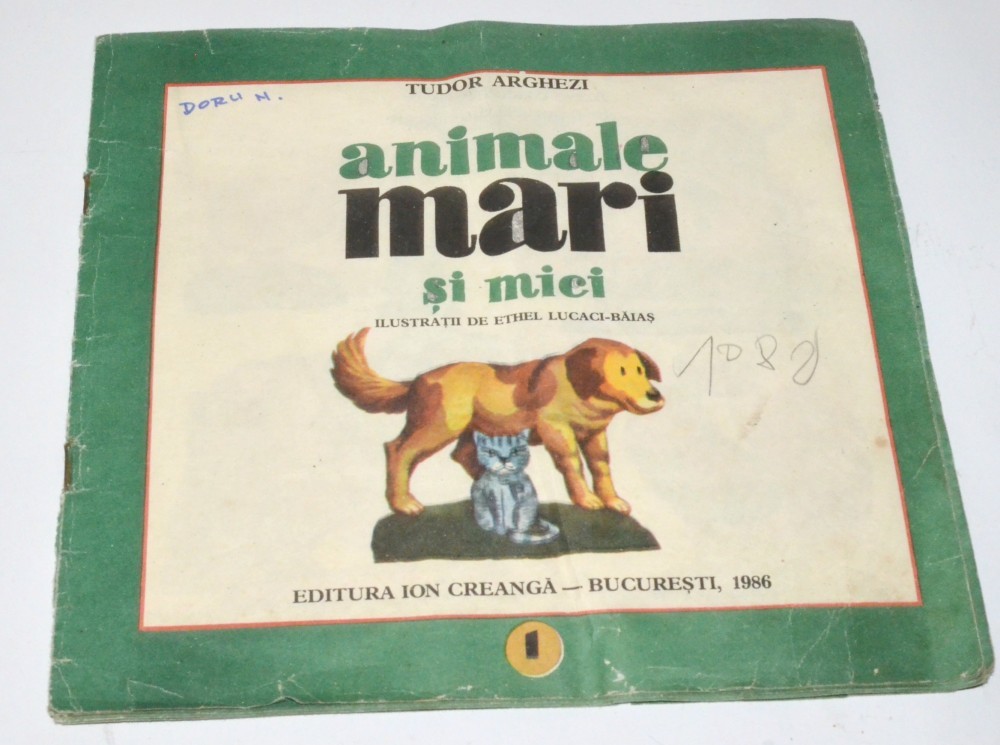 TUDOR ARGHEZI
DORU N.
animale
mari
și mici
ILUSTRAȚII DE ETHEL LUCACI-BĂIAȘ
EDITURA ION CREANGĂ — BUCUREȘTI, 1986
1